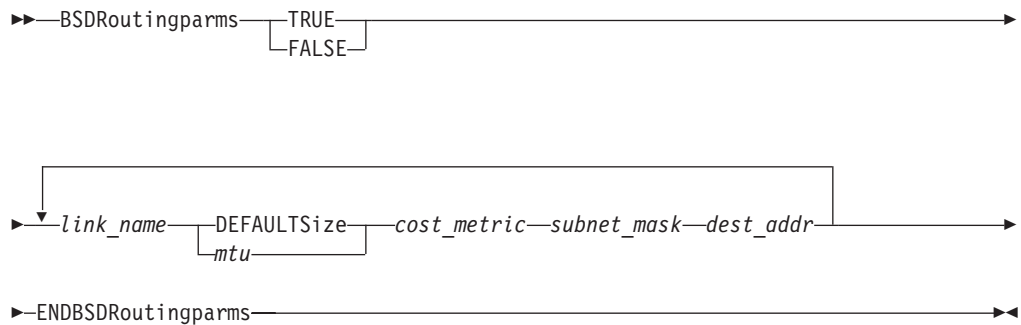 BSDRoutingparms TRUE
FALSE
link_name DEFAULTSize cost_metric subnet_mask dest_addr
mtu
ENDBSDRoutingparms